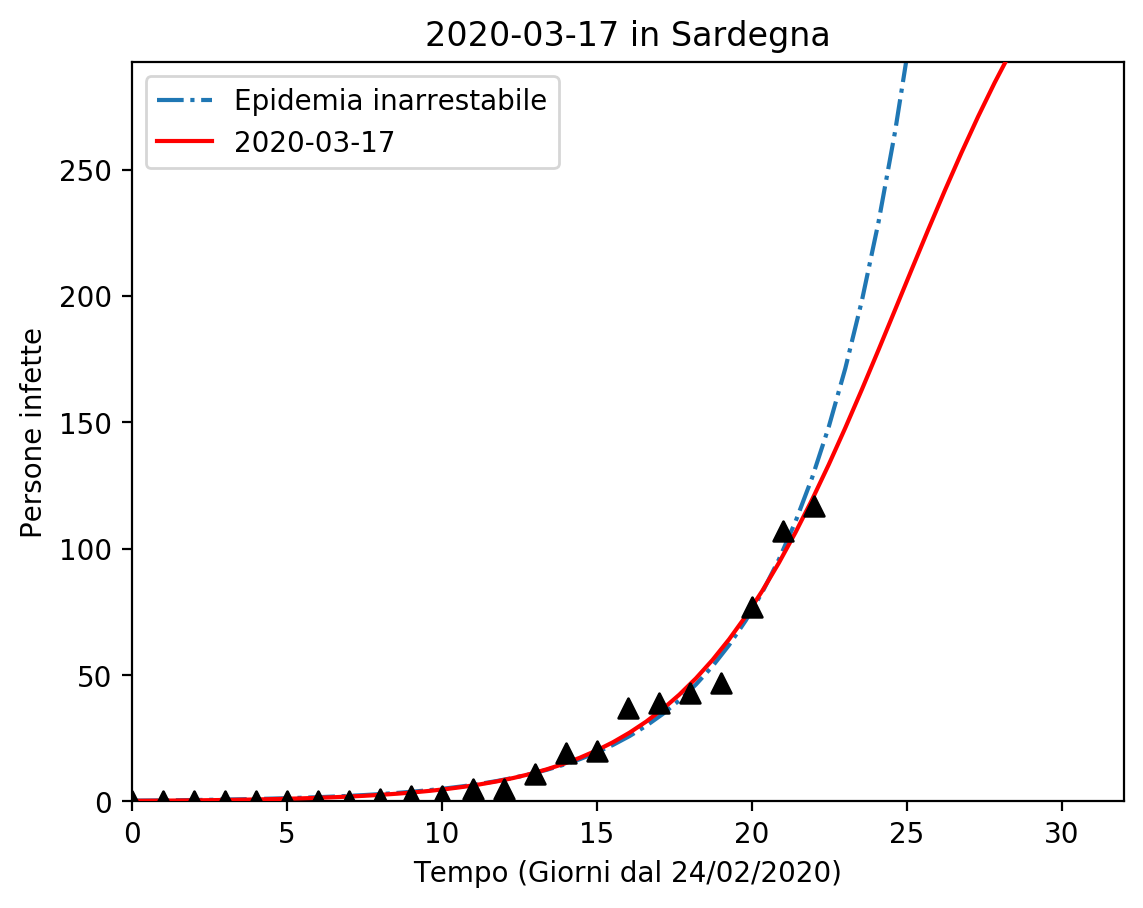 2020-03-17 in Sardegna
Epidemia inarrestabile
2020-03-17
250
200
150
100
50
0
Persone infette
0 5 10 15 20 25 30
Tempo (Giorni dal 24/02/2020)